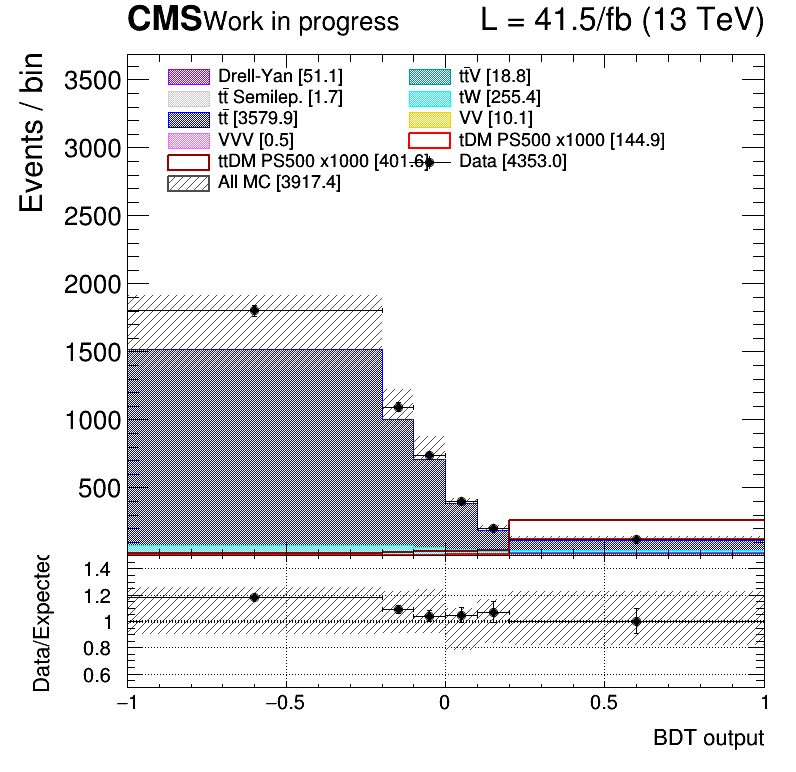 CMS Work in progress L = 41.5/fb (13 TeV)
Events / bin
3500
3000
2500
2000
1500
1000
500
Drell-Yan [51.1] tt̄V [18.8]
tt̄ Semilep. [1.7] tW [255.4]
tt̄ [3579.9] VV [10.1]
VVV [0.5] tDM PS500 x1000 [144.9]
ttDM PS500 x1000 [401.6] Data [4353.0]
All MC [3917.4]
Data/Expected
1.4
1.2
1
0.8
0.6
−1 −0.5 0 0.5 1
BDT output